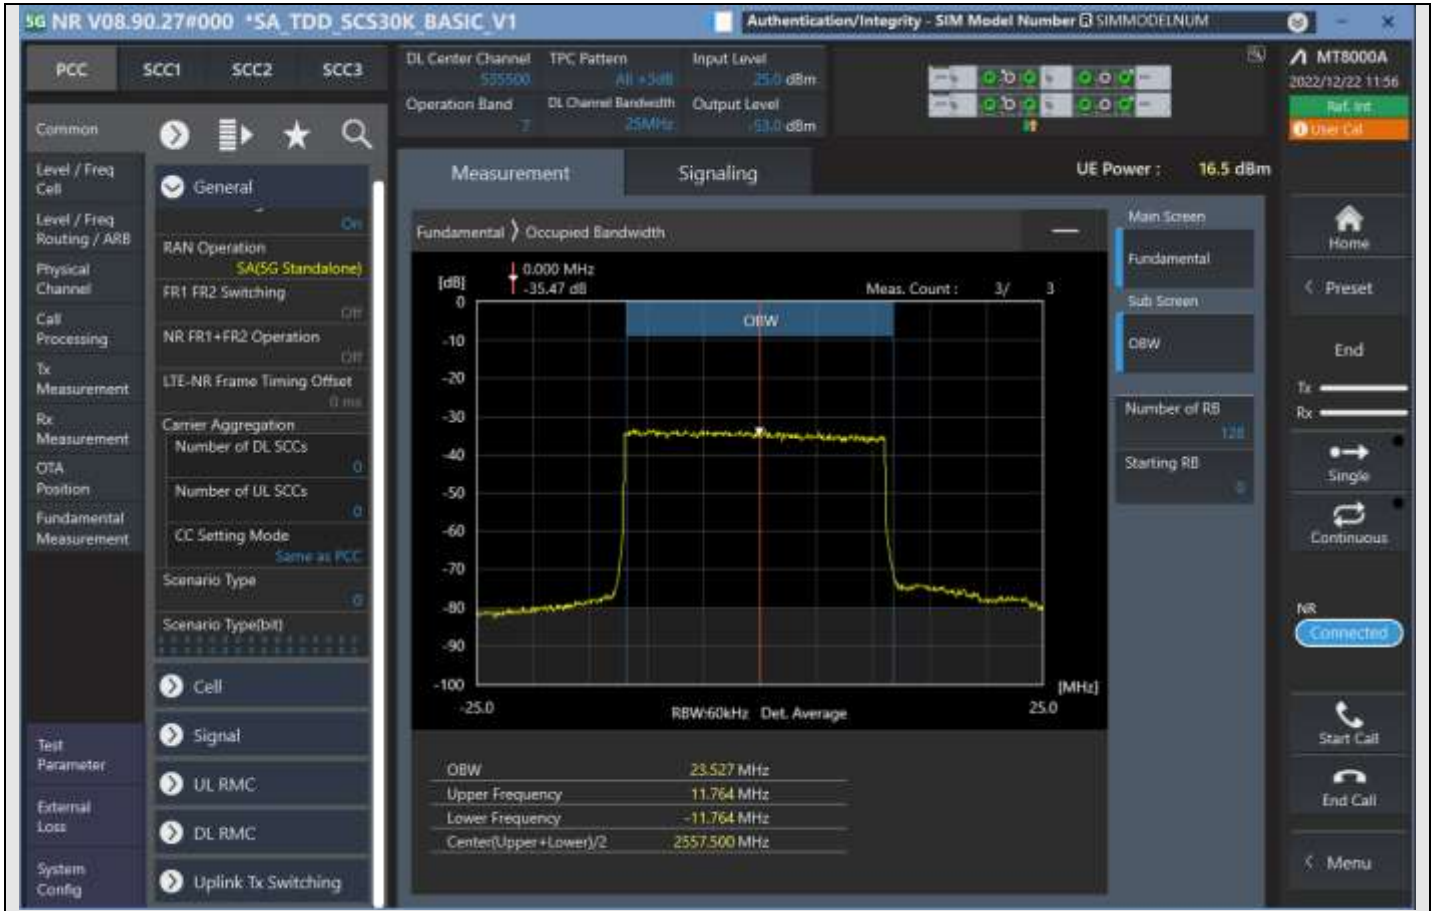 5G NR V08.90.27#000 *SA_TDD_SCS30K_BASIC_V1
Authentication/Integrity - SIM Model Number SIMMODELNUM
PCC SCC1 SCC2 SCC3
DL Center Channel
535500
TPC Pattern
All +3dB
Input Level
25.0 dBm
Operation Band
7
DL Channel Bandwidth
25MHz
Output Level
-53.0 dBm
MT8000A
2022/12/22 11:56
Ref. Int
User Cal
Common
Level / Freq
Cell
Level / Freq
Routing / ARB
Physical
Channel
Call
Processing
Tx
Measurement
Rx
Measurement
OTA
Position
Fundamental
Measurement
Test
Parameter
External
Loss
System
Config
General
On
RAN Operation
SA(5G Standalone)
FR1 FR2 Switching
Off
NR FR1+FR2 Operation
Off
LTE-NR Frame Timing Offset
0 ms
Carrier Aggregation
Number of DL SCCs
0
Number of UL SCCs
0
CC Setting Mode
Same as PCC
Scenario Type
0
Scenario Type(bit)
Cell
Signal
UL RMC
DL RMC
Uplink Tx Switching
Measurement Signaling
UE Power : 16.5 dBm
Fundamental Occupied Bandwidth
[dB]
0.000 MHz
-35.47 dB
Meas. Count : 3/ 3
OBW
0
-10
-20
-30
-40
-50
-60
-70
-80
-90
-100
[MHz]
-25.0 RBW:60kHz Det. Average 25.0
OBW 23.527 MHz
Upper Frequency 11.764 MHz
Lower Frequency -11.764 MHz
Center(Upper+Lower)/2 2557.500 MHz
Main Screen
Fundamental
Sub Screen
OBW
Number of RB
128
Starting RB
0
Home
Preset
End
Tx
Rx
Single
Continuous
NR
Connected
Start Call
End Call
Menu